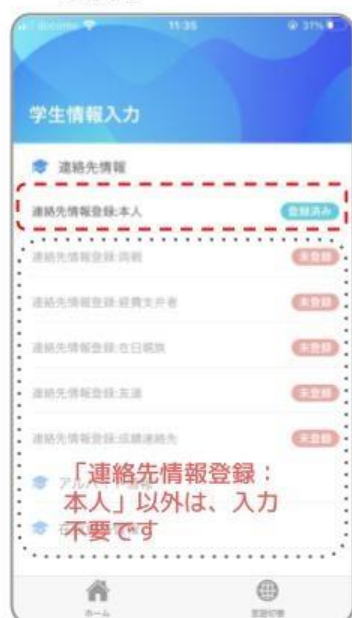 docomo 11:35 31%
学生情報入力
連絡先情報
連絡先情報登録:本人 登録済み
連絡先情報登録:両親 未登録
連絡先情報登録:経費支弁者 未登録
連絡先情報登録:在日親族 未登録
連絡先情報登録:友達 未登録
連絡先情報登録:成績連絡先 未登録
「連絡先情報登録：
本人」以外は、入力
不要です
ホーム 言語切替